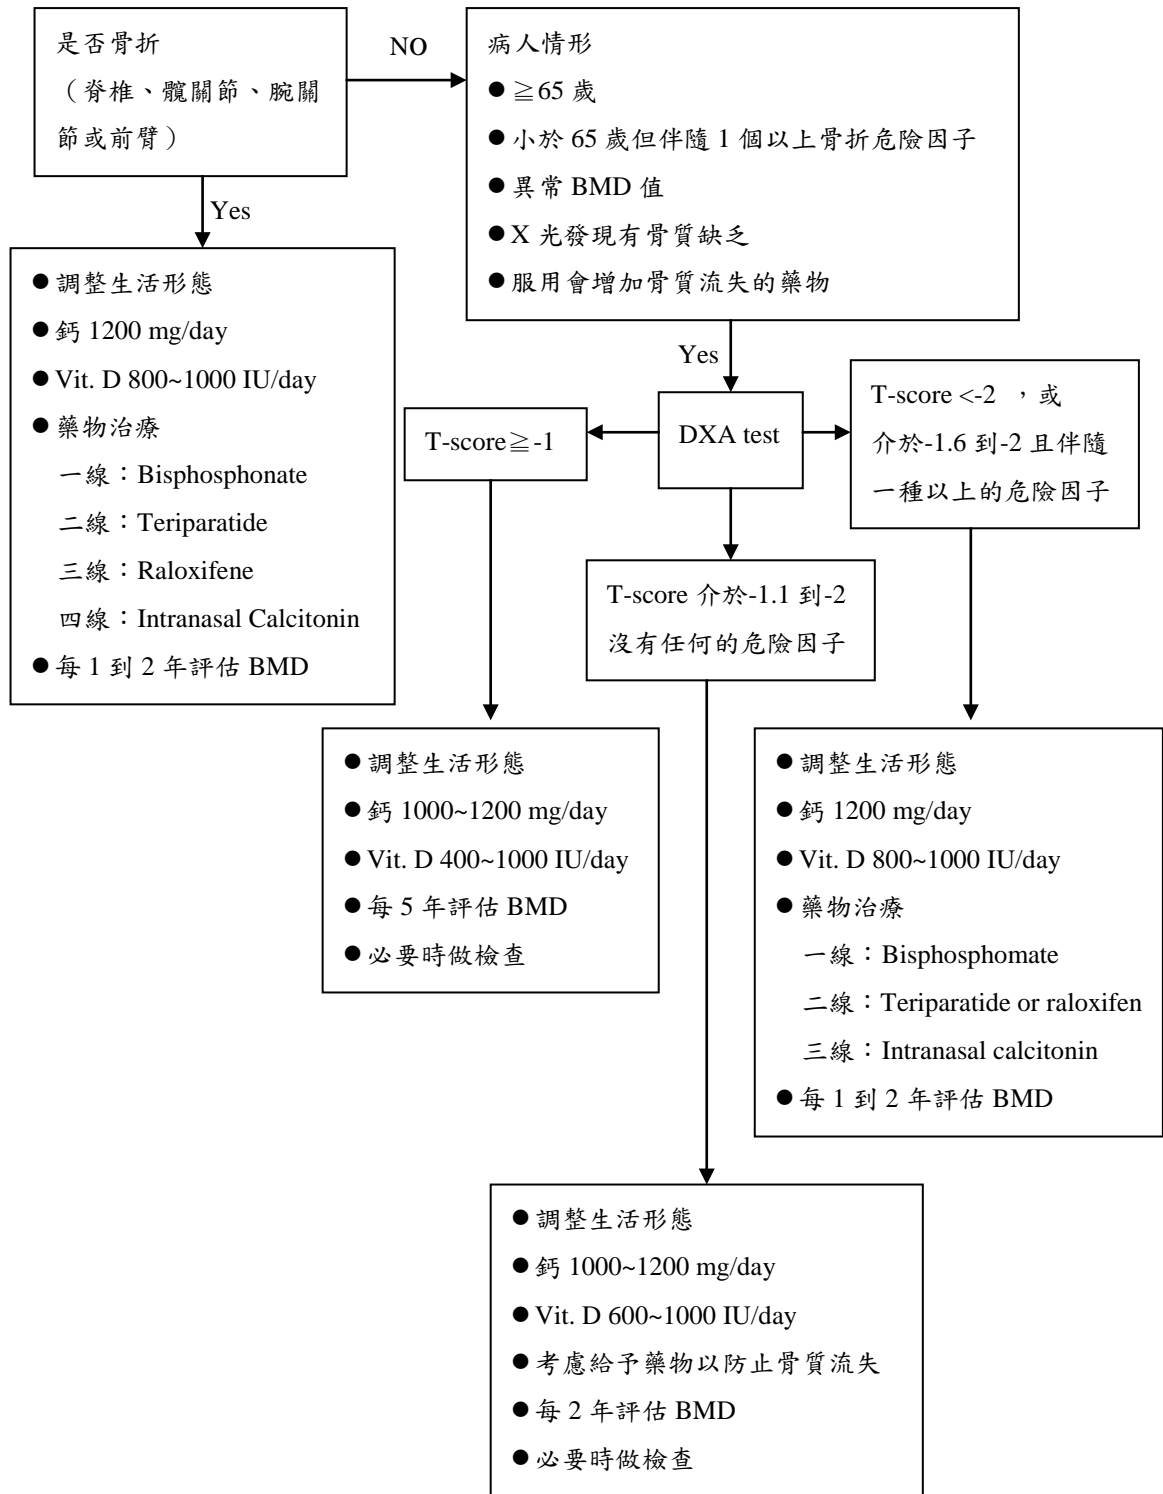 是否骨折
（脊椎、髖關節、腕關
節或前臂）
NO
病人情形
●≧65 歲
●小於 65 歲但伴隨 1 個以上骨折危險因子
●異常 BMD 值
●X 光發現有骨質缺乏
●服用會增加骨質流失的藥物
Yes
●調整生活形態
●鈣 1200 mg/day
●Vit. D 800~1000 IU/day
●藥物治療
一線：Bisphosphonate
二線：Teriparatide
三線：Raloxifene
四線：Intranasal Calcitonin
●每 1 到 2 年評估 BMD
Yes
T-score≧-1
DXA test
T-score <-2 ，或
介於-1.6 到-2 且伴隨
一種以上的危險因子
T-score 介於-1.1 到-2
沒有任何的危險因子
●調整生活形態
●鈣 1000~1200 mg/day
●Vit. D 400~1000 IU/day
●每 5 年評估 BMD
●必要時做檢查
●調整生活形態
●鈣 1200 mg/day
●Vit. D 800~1000 IU/day
●藥物治療
一線：Bisphosphomate
二線：Teriparatide or raloxifen
三線：Intranasal calcitonin
●每 1 到 2 年評估 BMD
●調整生活形態
●鈣 1000~1200 mg/day
●Vit. D 600~1000 IU/day
●考慮給予藥物以防止骨質流失
●每 2 年評估 BMD
●必要時做檢查